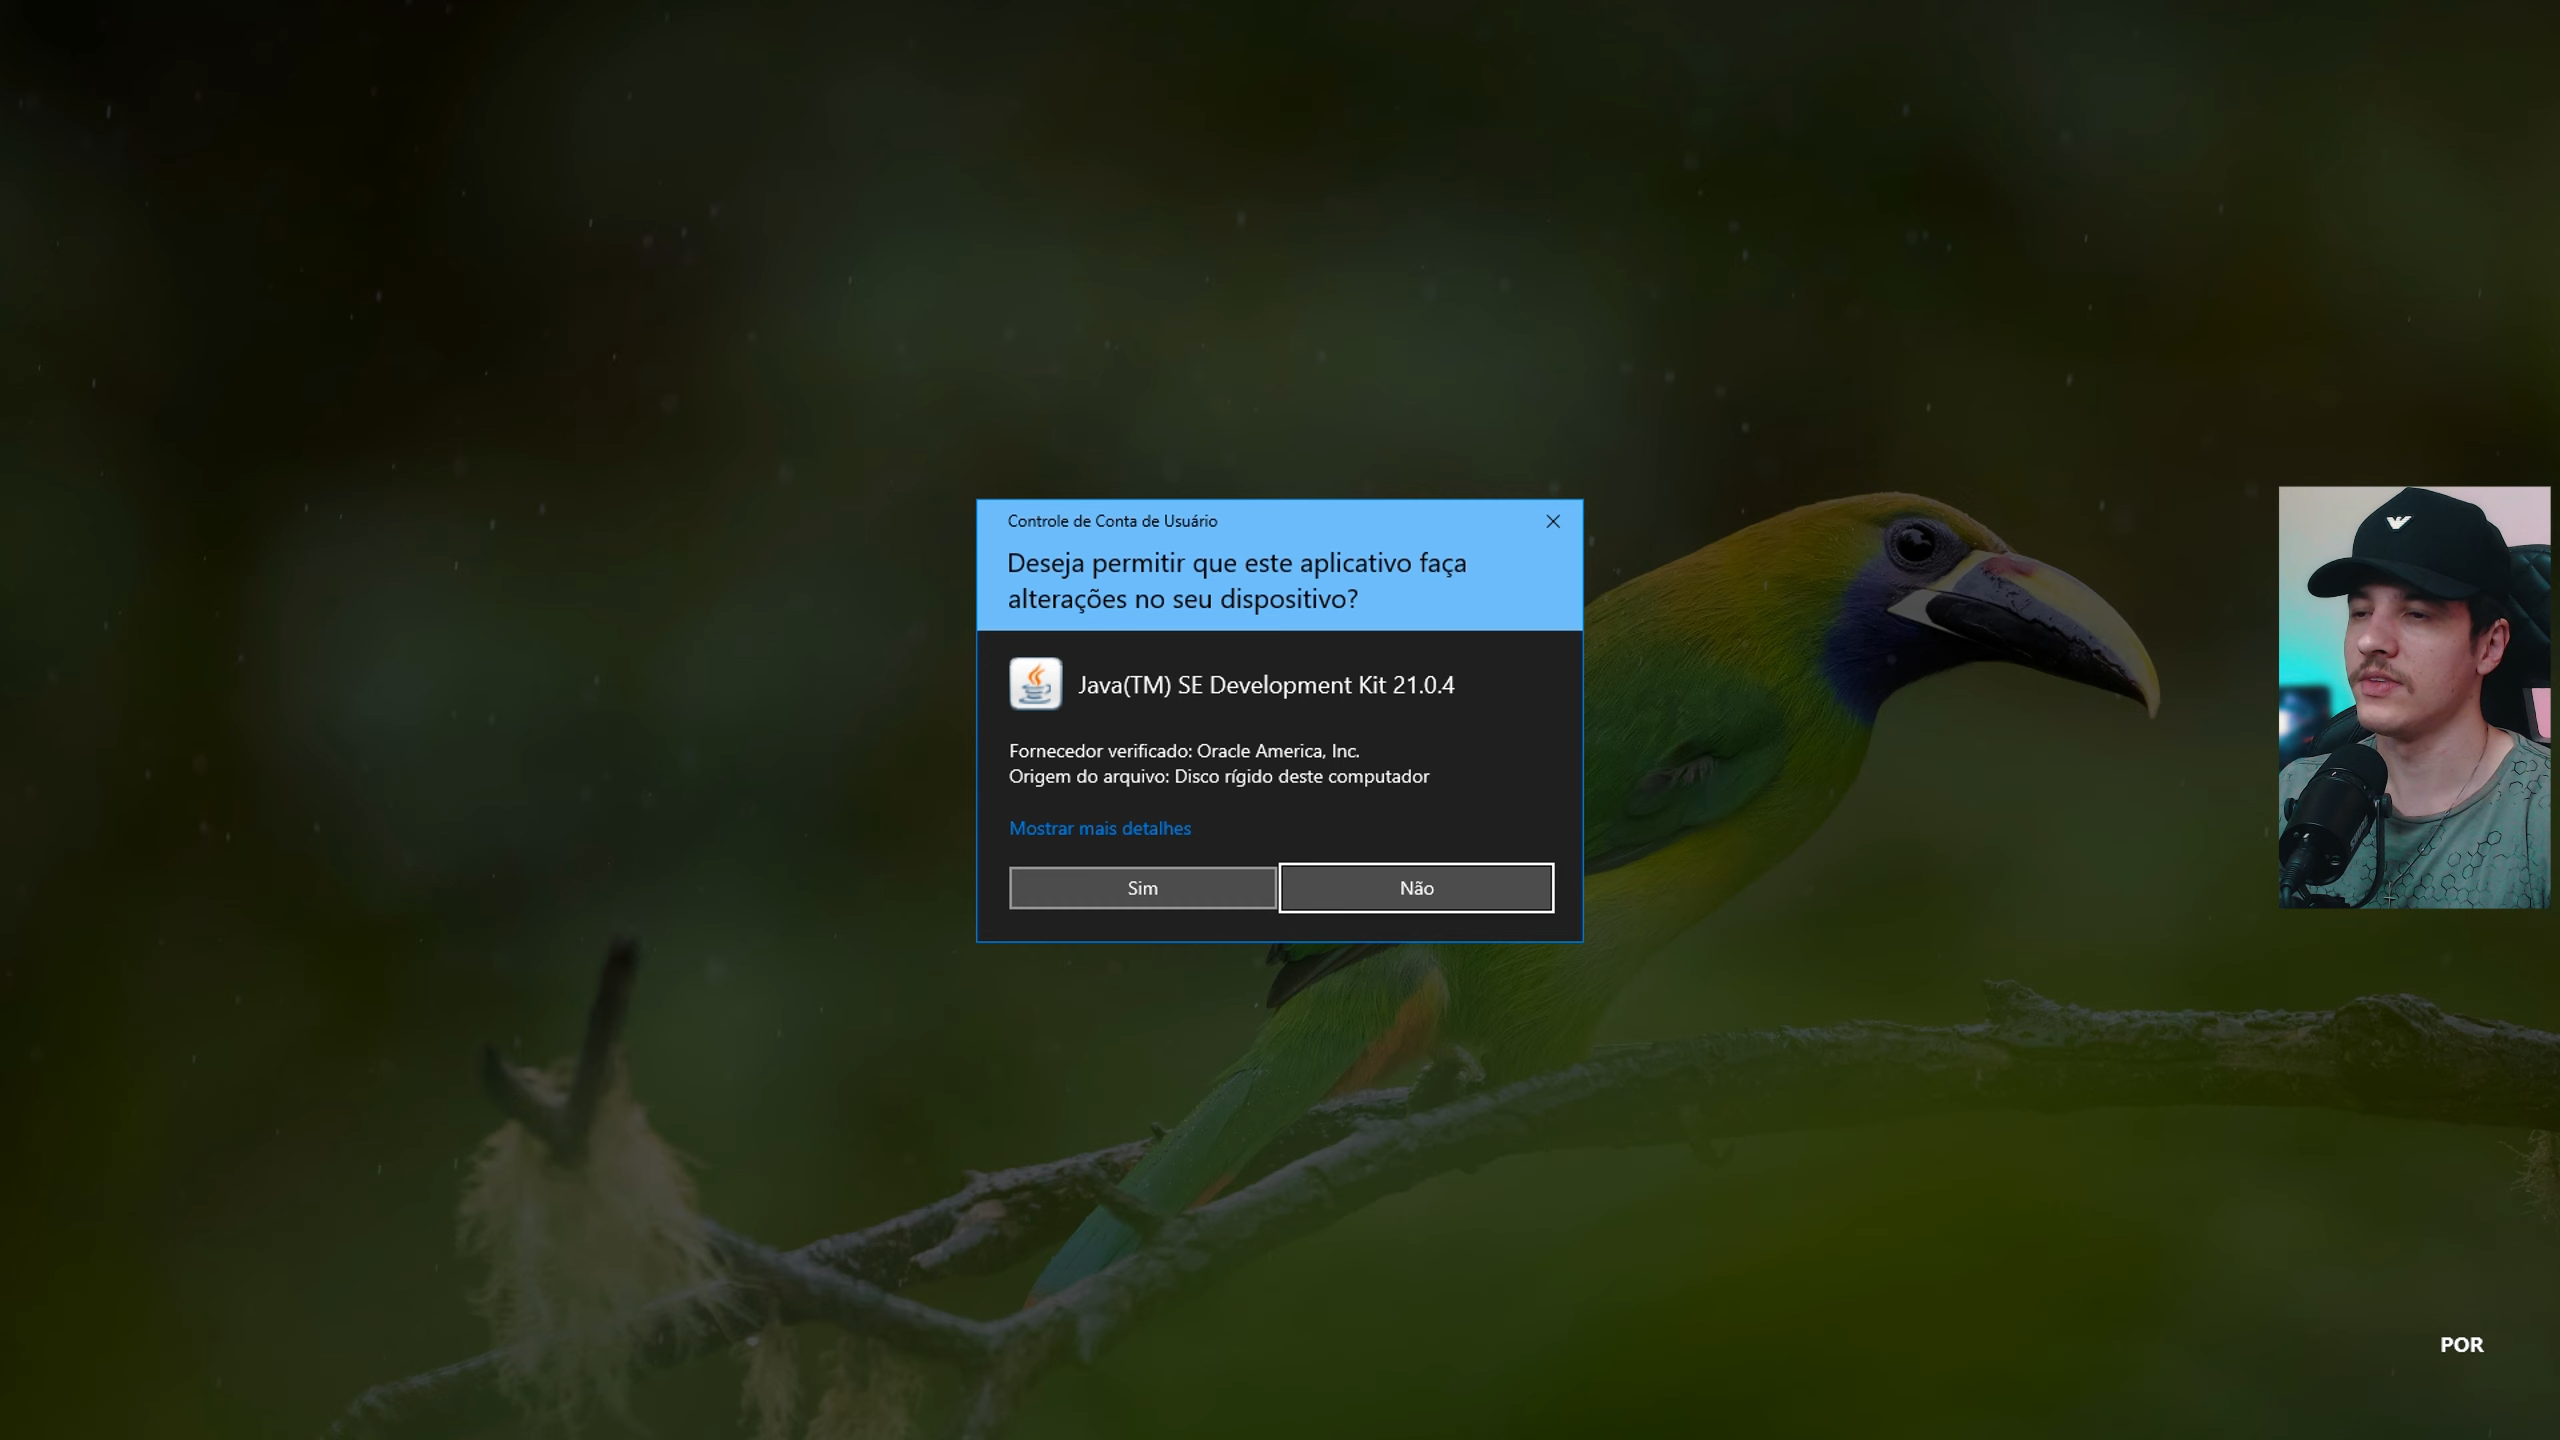 Controle de Conta de Usuário
Deseja permitir que este aplicativo faça
alterações no seu dispositivo?
Java(TM) SE Development Kit 21.0.4
Fornecedor verificado: Oracle America, Inc.
Origem do arquivo: Disco rígido deste computador
Mostrar mais detalhes
Sim
Não
POR